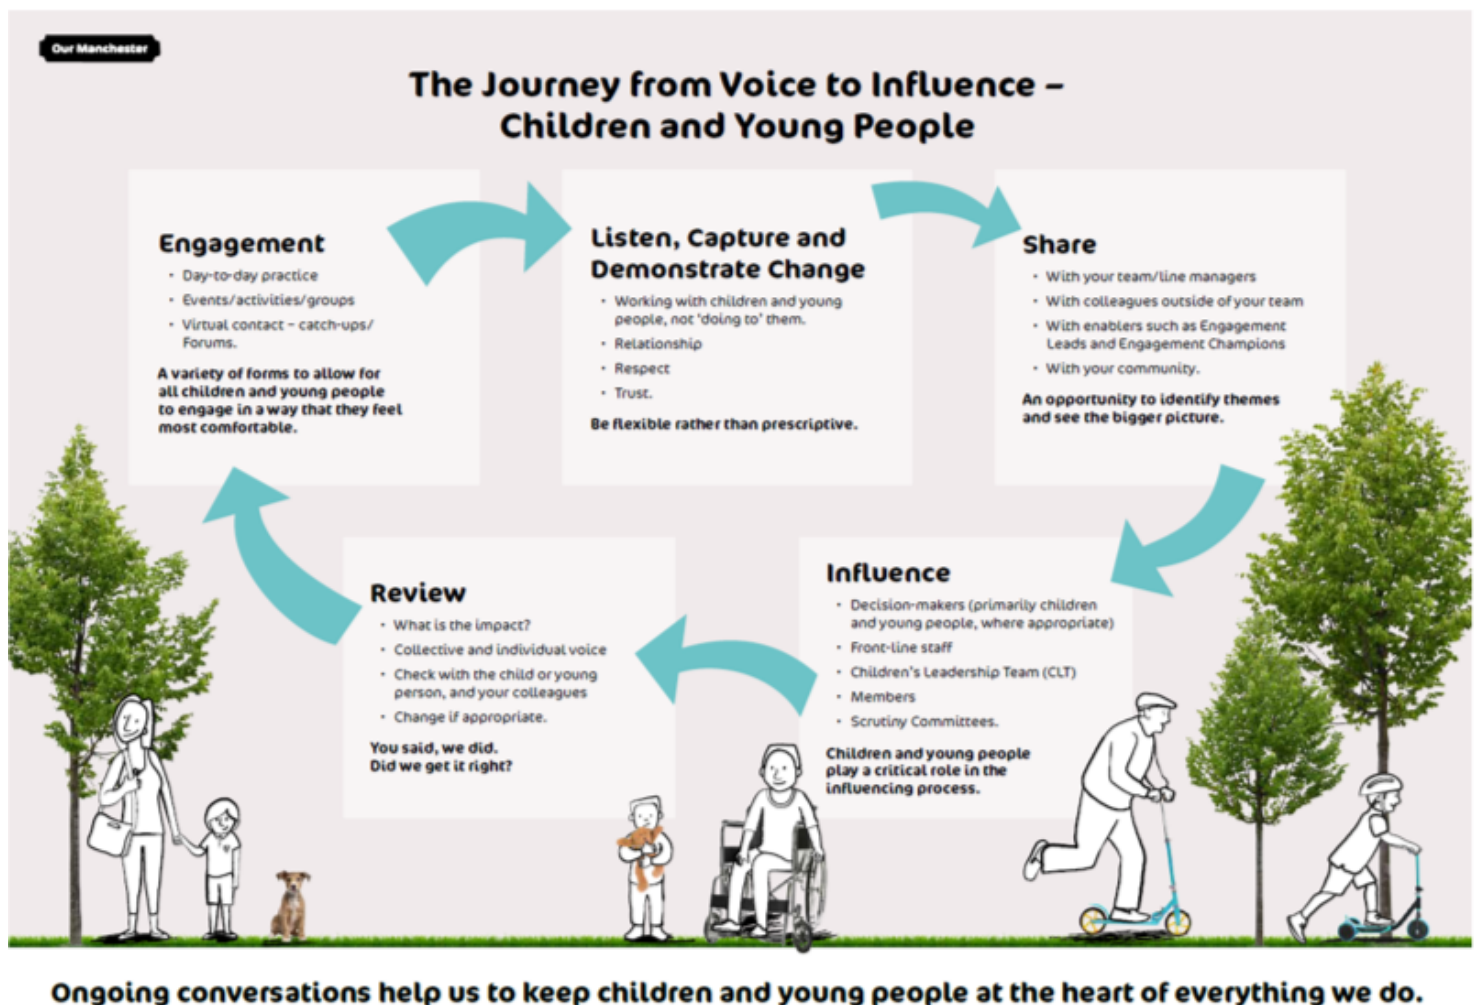 Our Manchester
The Journey from Voice to Influence –
Children and Young People
Engagement
• Day-to-day practice
• Events/activities/groups
• Virtual contact – catch-ups/
Forums.
A variety of forms to allow for
all children and young people
to engage in a way that they feel
most comfortable.
Listen, Capture and
Demonstrate Change
• Working with children and young
people, not ‘doing to’ them.
• Relationship
• Respect
• Trust.
Be flexible rather than prescriptive.
Share
• With your team/line managers
• With colleagues outside of your team
• With enablers such as Engagement
Leads and Engagement Champions
• With your community.
An opportunity to identify themes
and see the bigger picture.
Influence
• Decision-makers (primarily children
and young people, where appropriate)
• Front-line staff
• Children’s Leadership Team (CLT)
• Members
• Scrutiny Committees.
Children and young people
play a critical role in the
influencing process.
Review
• What is the impact?
• Collective and individual voice
• Check with the child or young
person, and your colleagues
• Change if appropriate.
You said, we did.
Did we get it right?
Ongoing conversations help us to keep children and young people at the heart of everything we do.